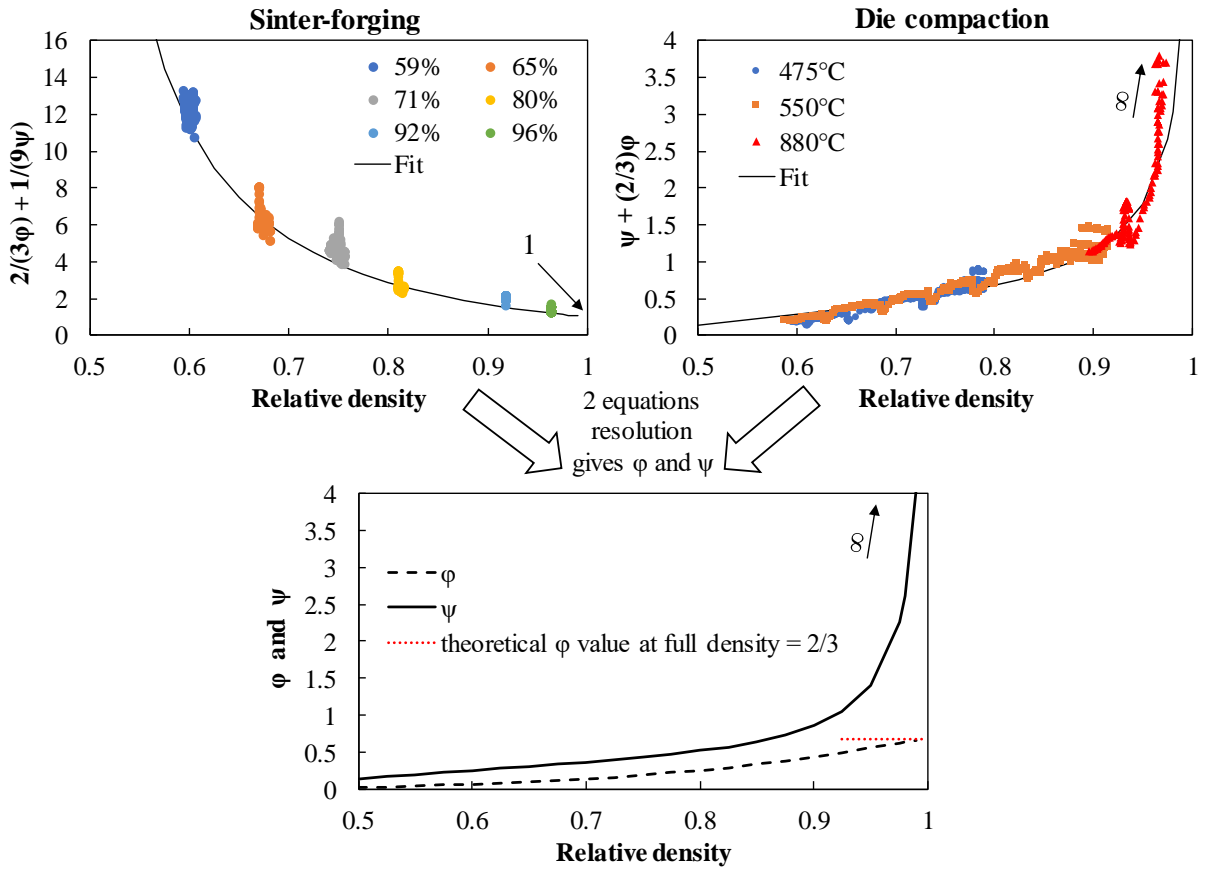 Sinter-forging
2/(3φ) + 1/(9ψ)
16
14
12
10
8
6
4
2
0
59%
65%
71%
80%
92%
96%
Fit
1
0.5
0.6
0.7
0.8
0.9
1
Relative density
Die compaction
ψ + (2/3)φ
4
3.5
3
2.5
2
1.5
1
0.5
0
475°C
550°C
880°C
Fit
∞
0.5
0.6
0.7
0.8
0.9
1
Relative density
2 equations
resolution
gives φ and ψ
φ and ψ
4
3.5
3
2.5
2
1.5
1
0.5
0
φ
ψ
theoretical φ value at full density = 2/3
∞
0.5
0.6
0.7
0.8
0.9
1
Relative density